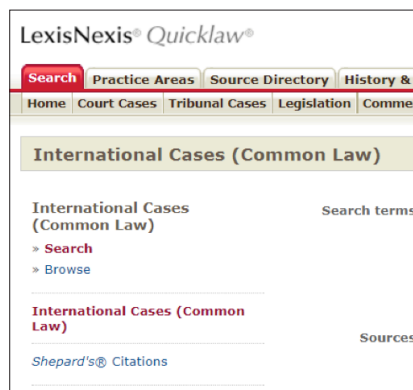 LexisNexis® Quicklaw®
Search Practice Areas Source Directory History &
Home Court Cases Tribunal Cases Legislation Comme
International Cases (Common Law)
International Cases
(Common Law)
Search terms
» Search
» Browse
International Cases (Common
Law)
Sources
Shepard's® Citations